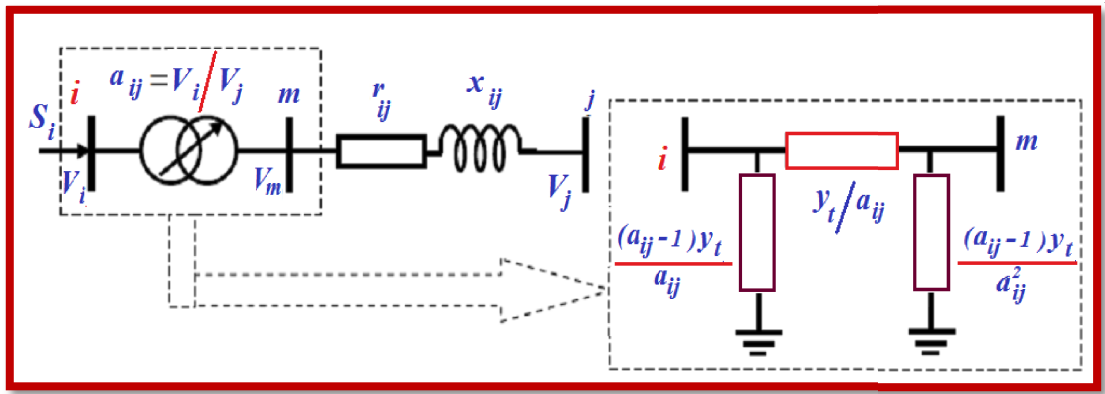 a_ij = V_i / V_j
i
m
S_i
V_i
V_m
r_ij
x_ij
j
V_j
i
m
y_t / a_ij
(a_ij - 1) y_t
a_ij
(a_ij - 1) y_t
a_ij^2